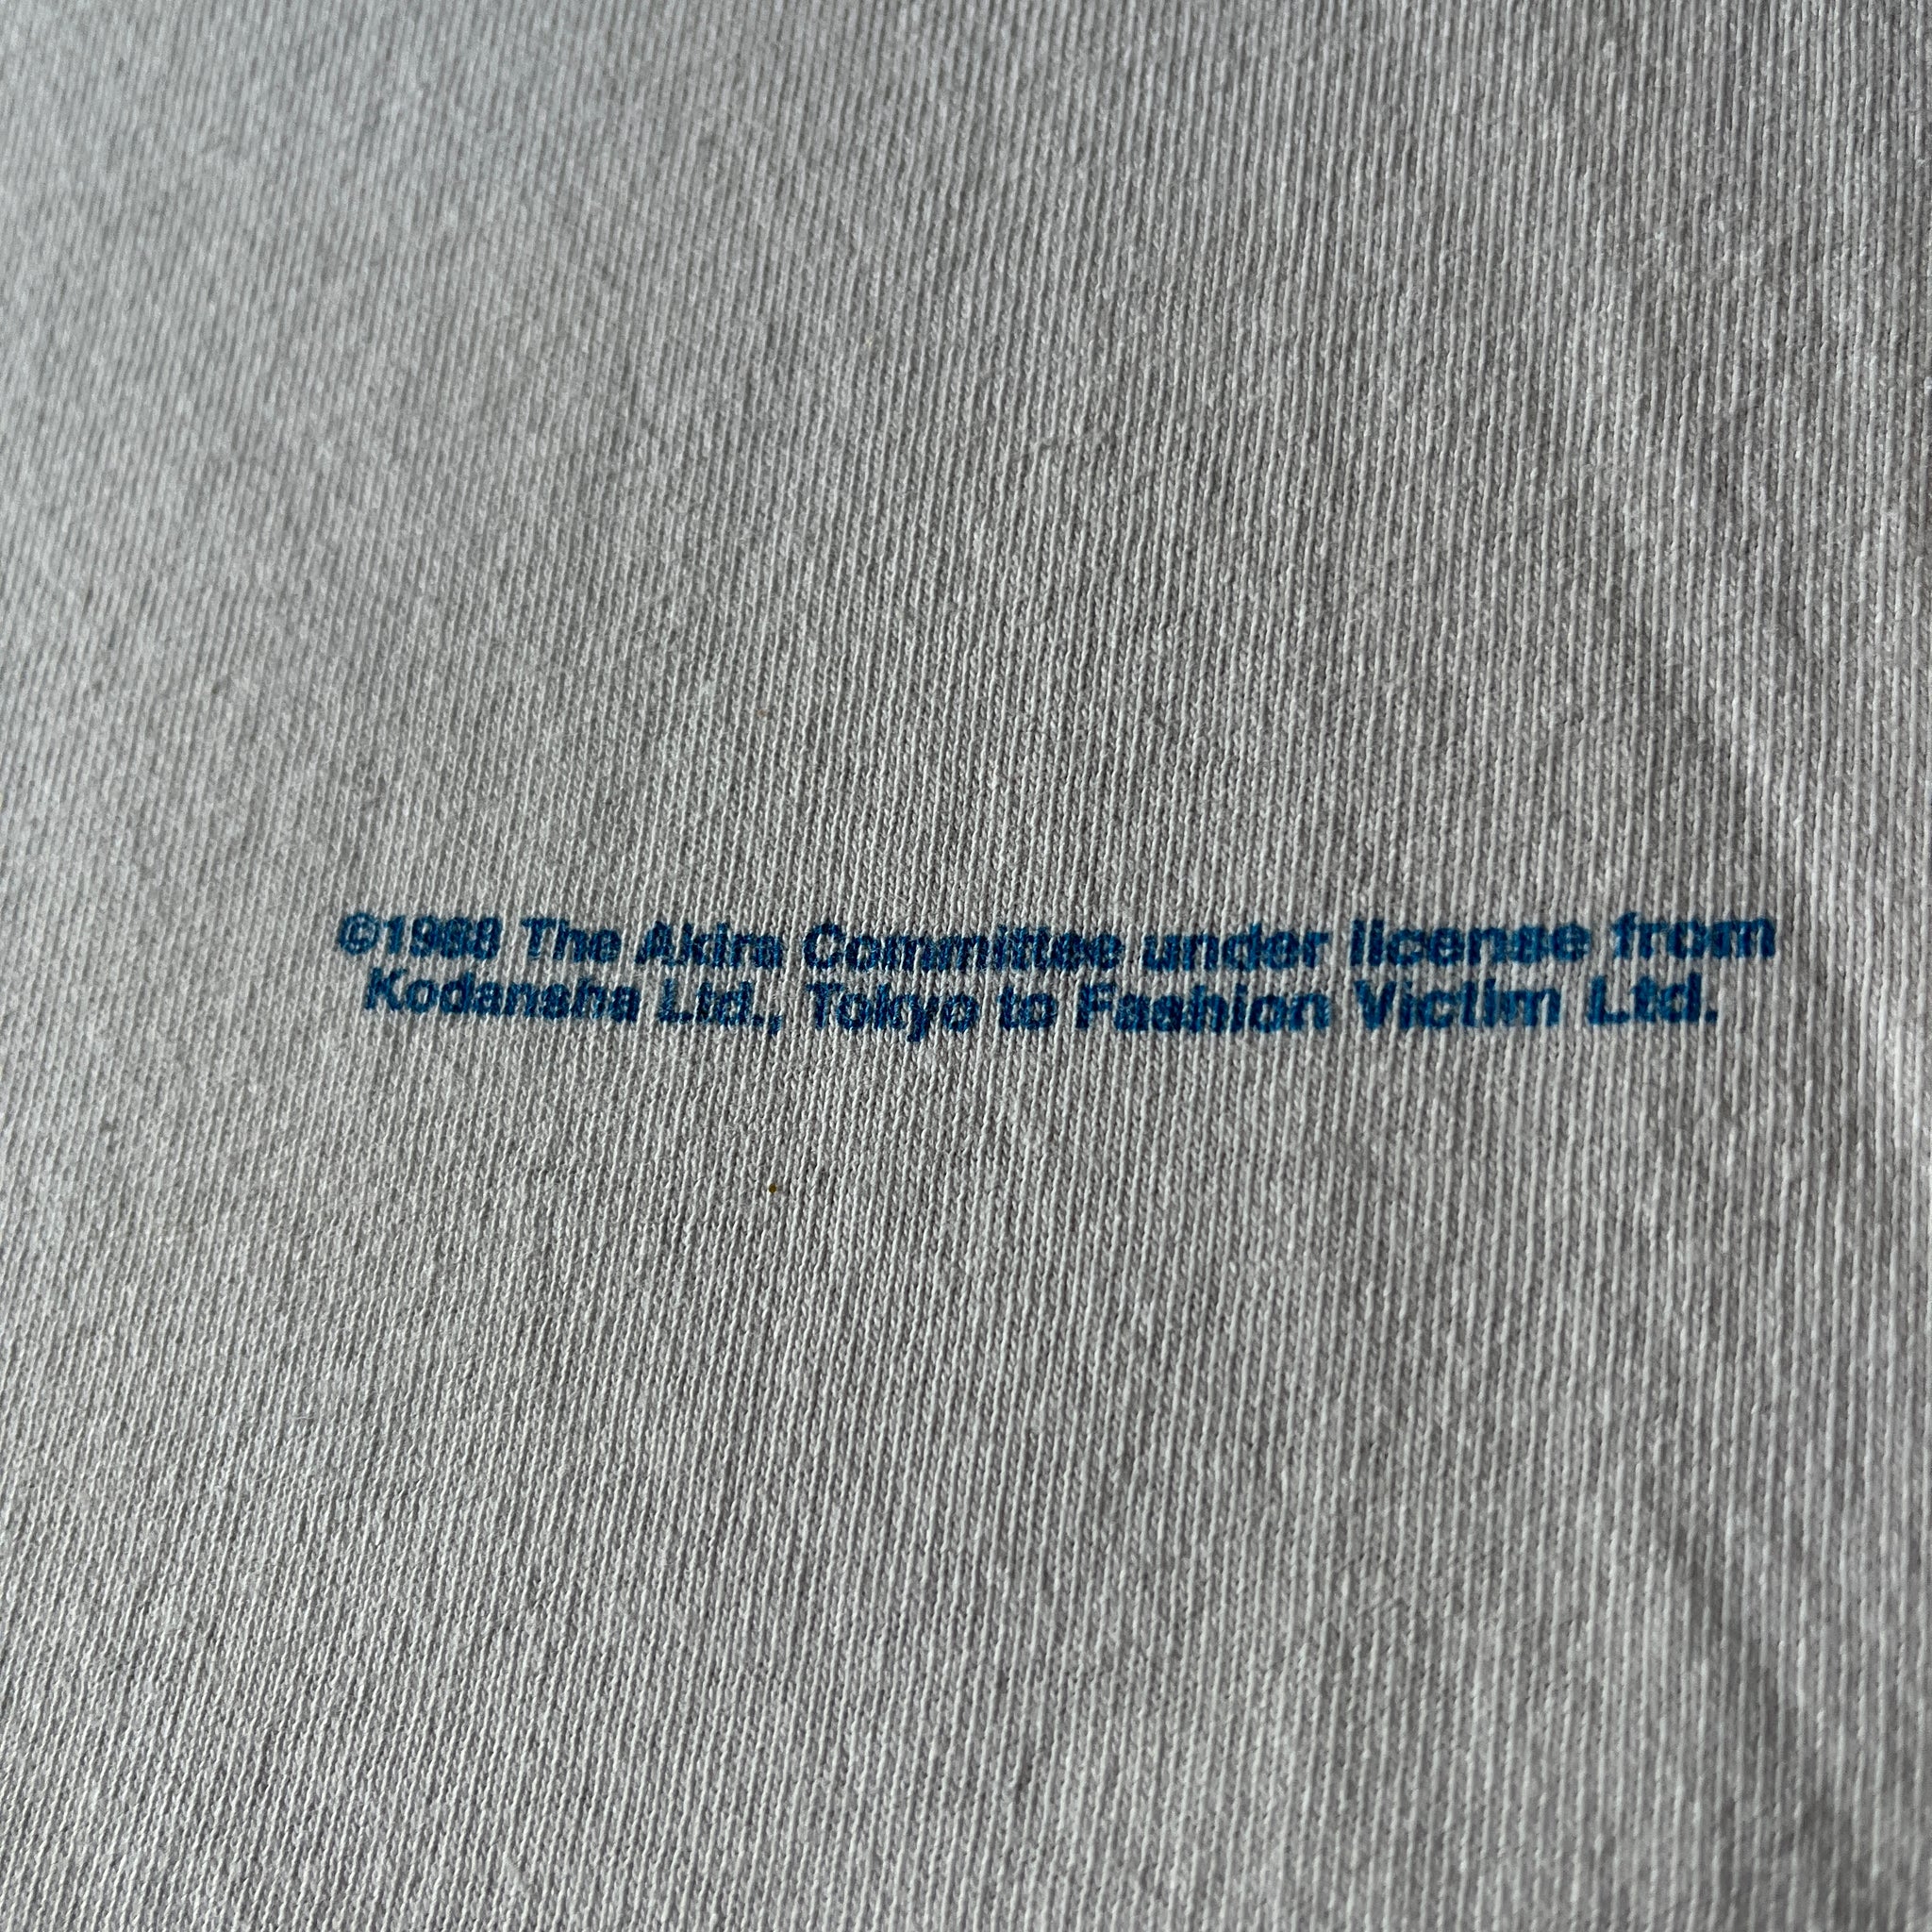 ©1988 The Akira Committee under license from
Kodansha Ltd., Tokyo to Fashion Victim Ltd.